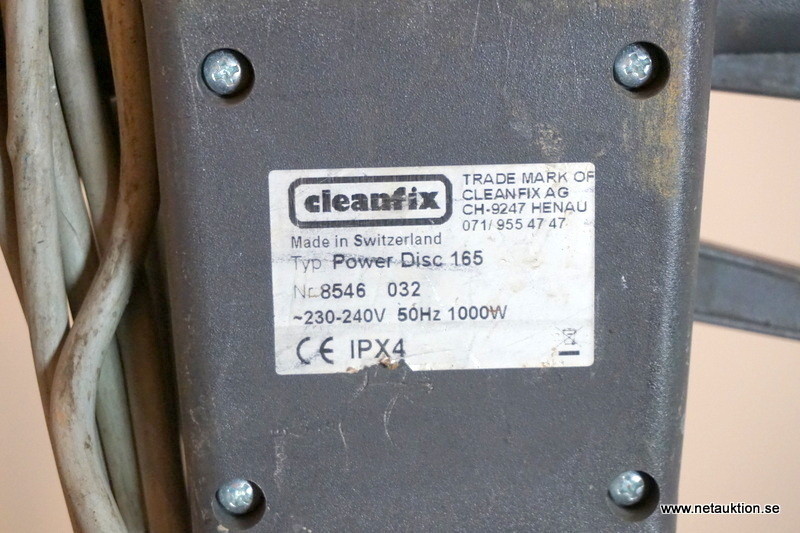 cleanfix
TRADE MARK OF
CLEANFIX AG
CH-9247 HENAU
071/ 955 47 47
Made in Switzerland
Typ Power Disc 165
Nr 8546 032
~230-240V 50Hz 1000W
CE IPX4
www.netauktion.se